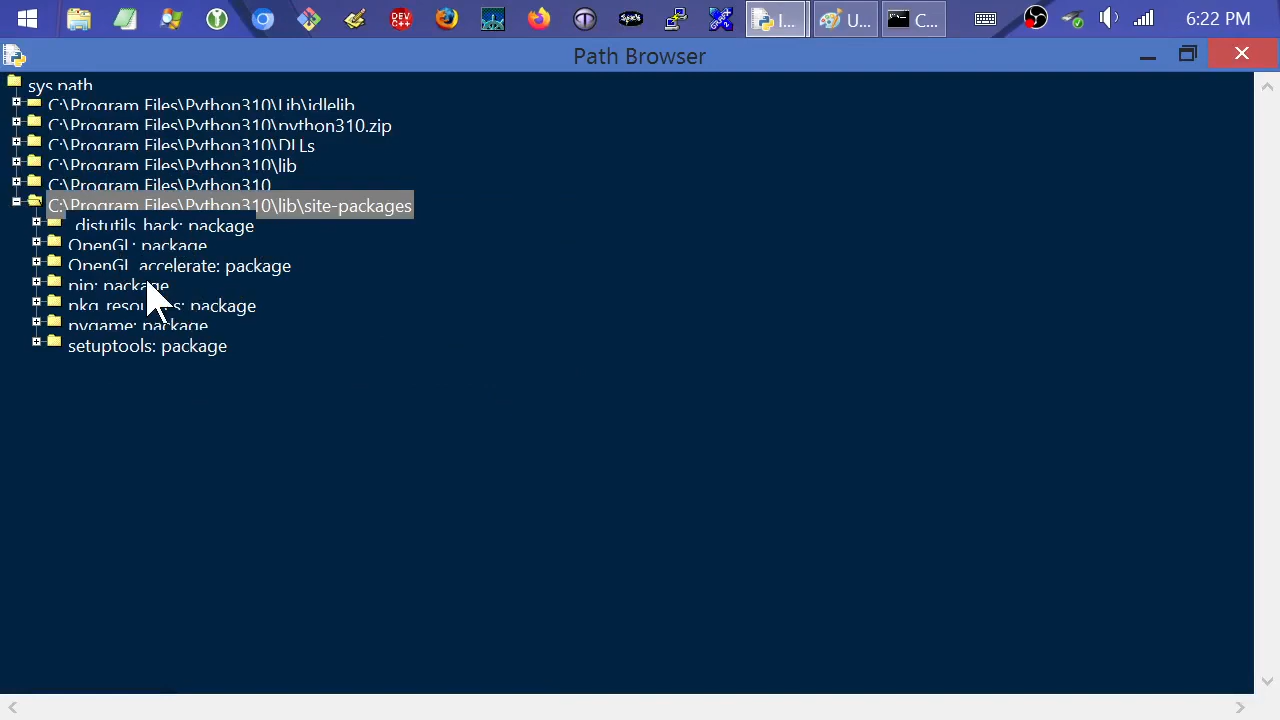 I... U... C... 6:22 PM
Path Browser
sys.path
C:\Program Files\Python310\Lib\idlelib
C:\Program Files\Python310\python310.zip
C:\Program Files\Python310\DLLs
C:\Program Files\Python310\lib
C:\Program Files\Python310
C:\Program Files\Python310\lib\site-packages
_distutils_hack: package
OpenGL: package
OpenGL_accelerate: package
pip: package
pkg_resources: package
pygame: package
setuptools: package